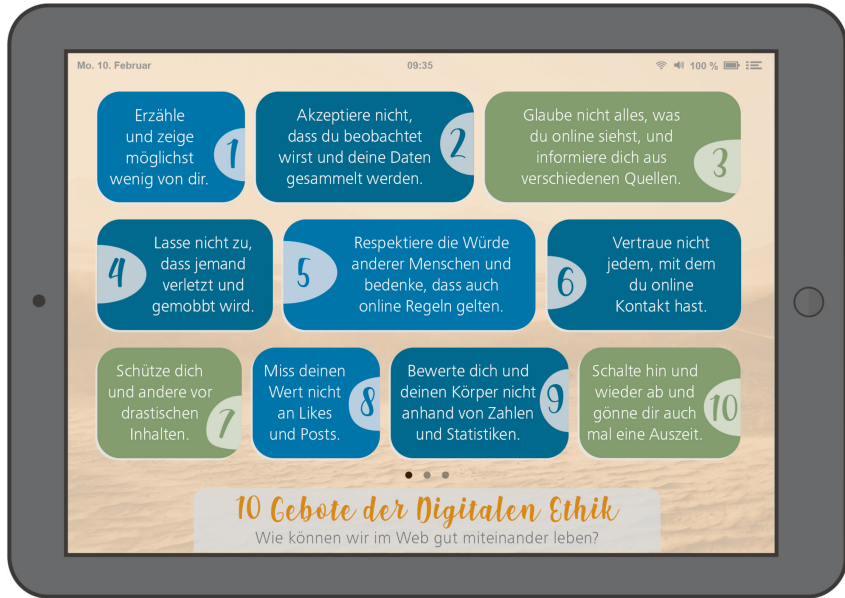 Mo. 10. Februar 09:35 100 %
Erzähle
und zeige
möglichst
wenig von dir.
1
Akzeptiere nicht,
dass du beobachtet
wirst und deine Daten
gesammelt werden.
2
Glaube nicht alles, was
du online siehst, und
informiere dich aus
verschiedenen Quellen.
3
4
Lasse nicht zu,
dass jemand
verletzt und
gemobbt wird.
5
Respektiere die Würde
anderer Menschen und
bedenke, dass auch
online Regeln gelten.
6
Vertraue nicht
jedem, mit dem
du online
Kontakt hast.
Schütze dich
und andere vor
drastischen
Inhalten.
7
Miss deinen
Wert nicht
an Likes
und Posts.
8
Bewerte dich und
deinen Körper nicht
anhand von Zahlen
und Statistiken.
9
Schalte hin und
wieder ab und
gönne dir auch
mal eine Auszeit.
10
10 Gebote der Digitalen Ethik
Wie können wir im Web gut miteinander leben?